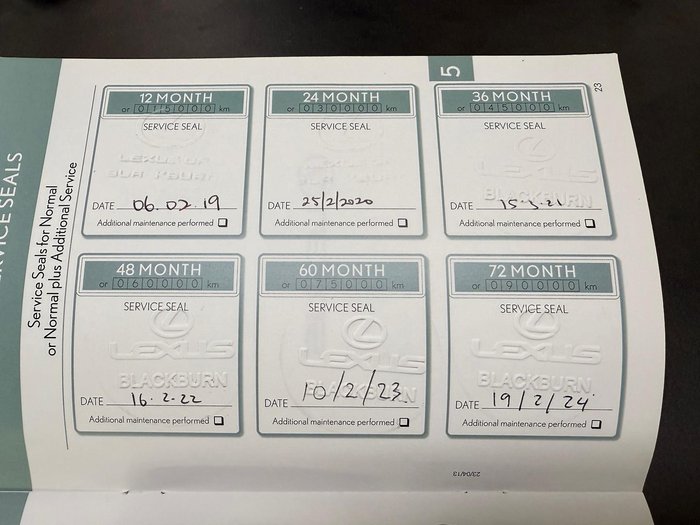 SERVICE SEALS
Service Seals for Normal
or Normal plus Additional Service
5
23
12 MONTH
or 015000 km
SERVICE SEAL
DATE 06.02.19
Additional maintenance performed
24 MONTH
or 030000 km
SERVICE SEAL
DATE 25/2/2020
Additional maintenance performed
36 MONTH
or 045000 km
SERVICE SEAL
LEXUS
BLACKBURN
DATE 15.3.21
Additional maintenance performed
48 MONTH
or 060000 km
SERVICE SEAL
LEXUS
BLACKBURN
DATE 16.2.22
Additional maintenance performed
60 MONTH
or 075000 km
SERVICE SEAL
LEXUS
BLACKBURN
DATE 10/2/23
Additional maintenance performed
72 MONTH
or 090000 km
SERVICE SEAL
LEXUS
BLACKBURN
DATE 19/2/24
Additional maintenance performed
23/04/13